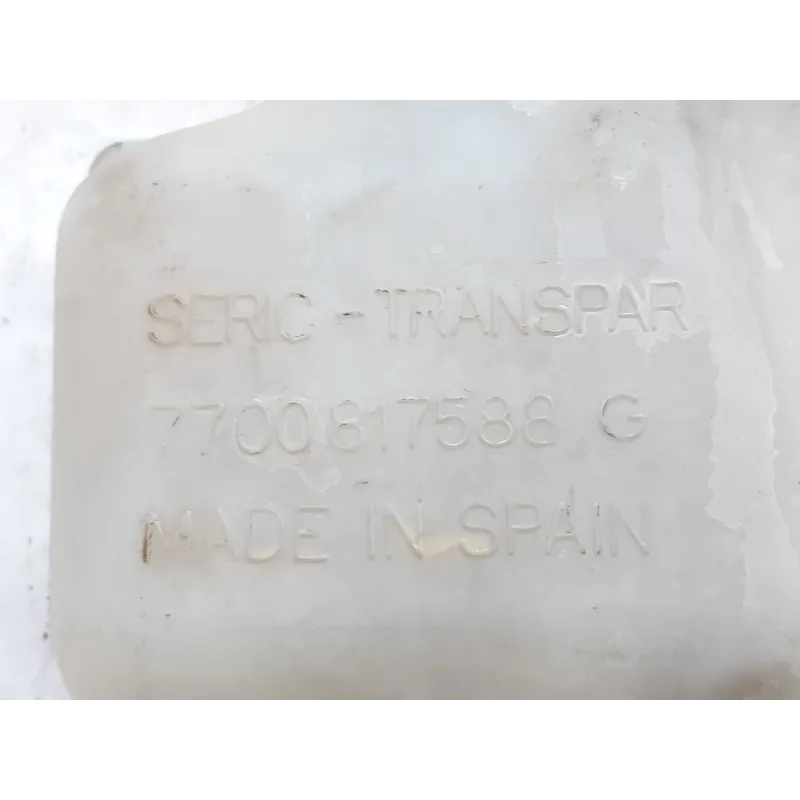 SERIC - TRANSPAR
7700817588 G
MADE IN SPAIN